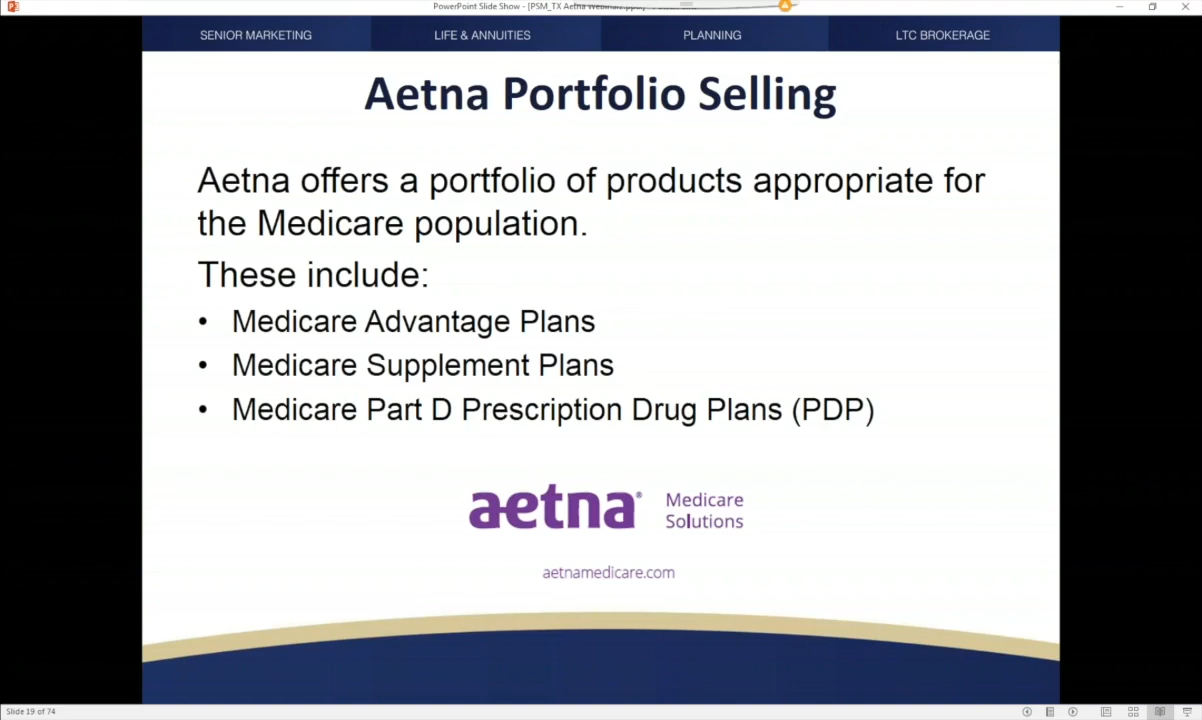 PowerPoint Slide Show - [PSM_TX Aetna
SENIOR MARKETING
LIFE & ANNUITIES
PLANNING
LTC BROKERAGE
Aetna Portfolio Selling
Aetna offers a portfolio of products appropriate for
the Medicare population.
These include:
• Medicare Advantage Plans
• Medicare Supplement Plans
• Medicare Part D Prescription Drug Plans (PDP)
aetna®
Medicare
Solutions
aetnamedicare.com
Slide 19 of 74